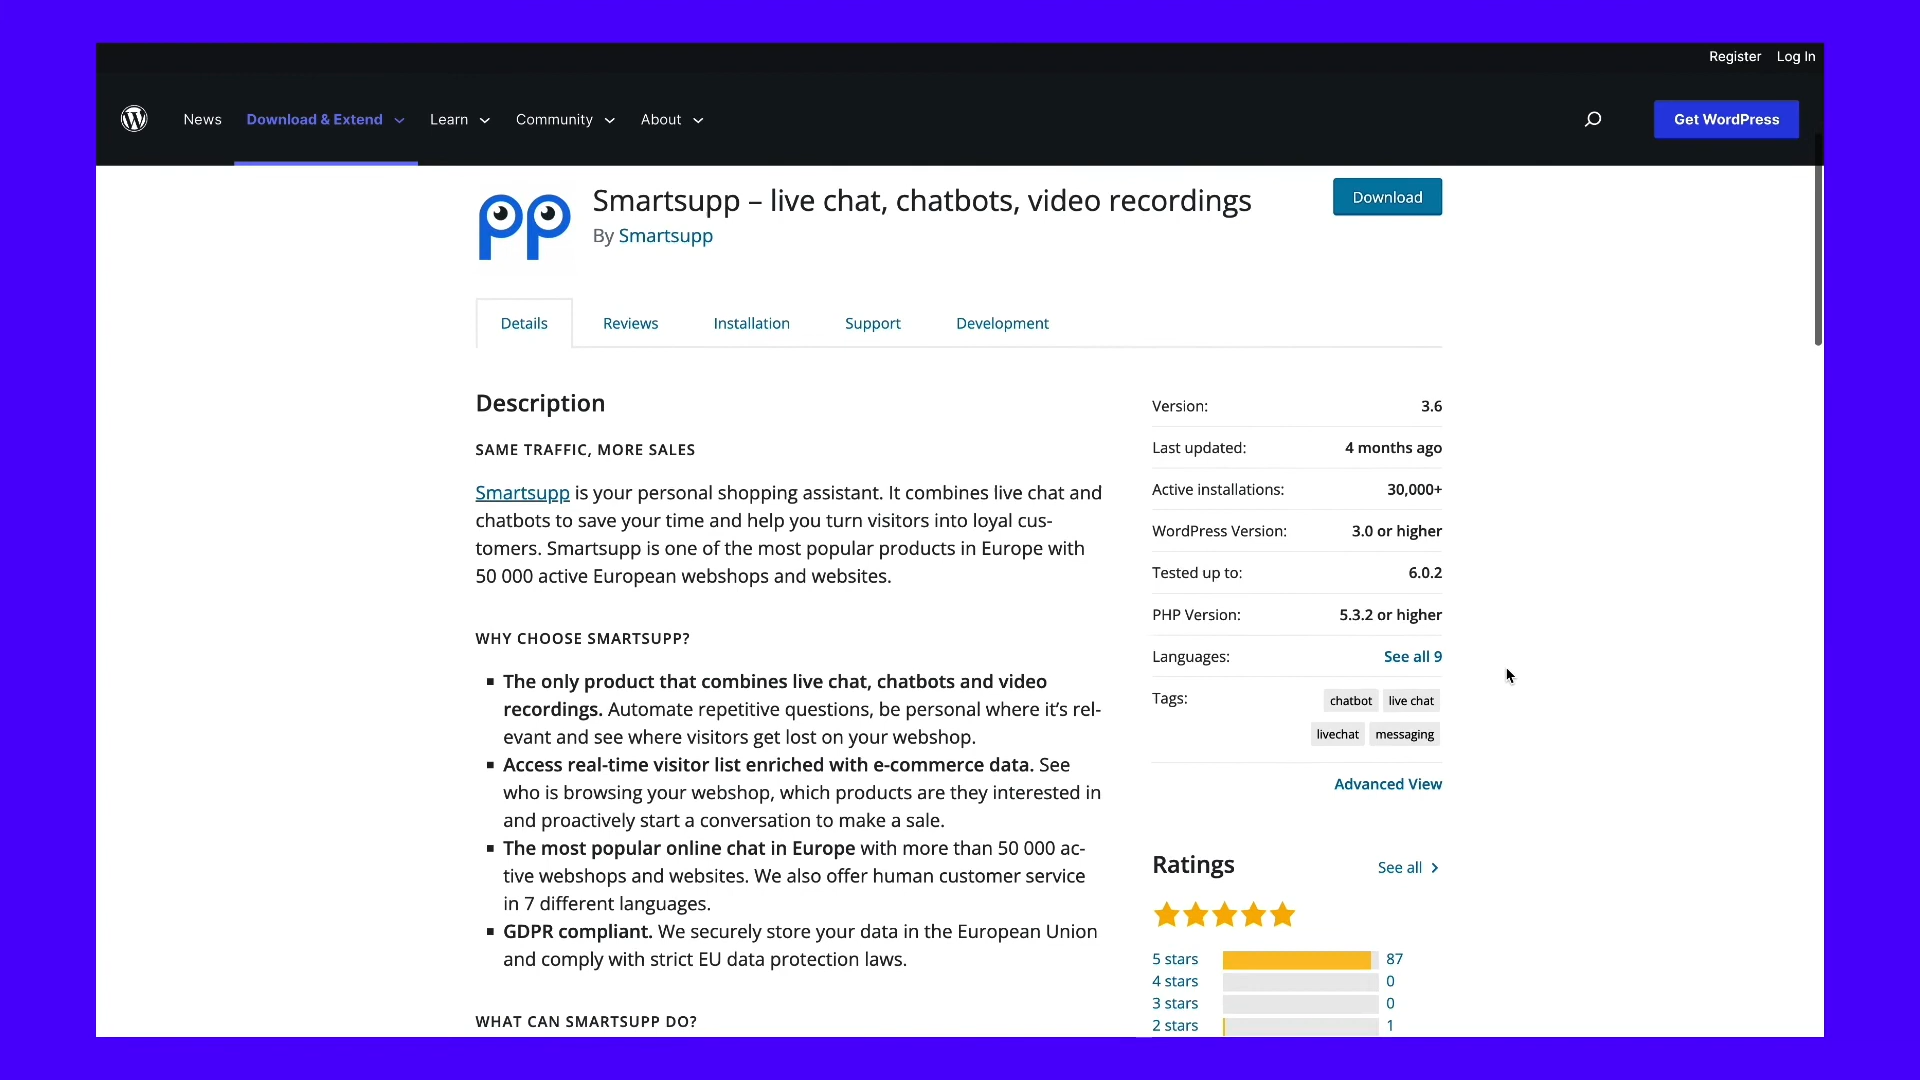 Register Log In
News Download & Extend Learn Community About Get WordPress
Smartsupp – live chat, chatbots, video recordings
Download
By Smartsupp
Details Reviews Installation Support Development
Description
SAME TRAFFIC, MORE SALES
Smartsupp is your personal shopping assistant. It combines live chat and
chatbots to save your time and help you turn visitors into loyal cus-
tomers. Smartsupp is one of the most popular products in Europe with
50 000 active European webshops and websites.
WHY CHOOSE SMARTSUPP?
▪ The only product that combines live chat, chatbots and video
recordings. Automate repetitive questions, be personal where it’s rel-
evant and see where visitors get lost on your webshop.
▪ Access real-time visitor list enriched with e-commerce data. See
who is browsing your webshop, which products are they interested in
and proactively start a conversation to make a sale.
▪ The most popular online chat in Europe with more than 50 000 ac-
tive webshops and websites. We also offer human customer service
in 7 different languages.
▪ GDPR compliant. We securely store your data in the European Union
and comply with strict EU data protection laws.
WHAT CAN SMARTSUPP DO?
Version: 3.6
Last updated: 4 months ago
Active installations: 30,000+
WordPress Version: 3.0 or higher
Tested up to: 6.0.2
PHP Version: 5.3.2 or higher
Languages: See all 9
Tags: chatbot live chat
livechat messaging
Advanced View
Ratings See all
5 stars 87
4 stars 0
3 stars 0
2 stars 1